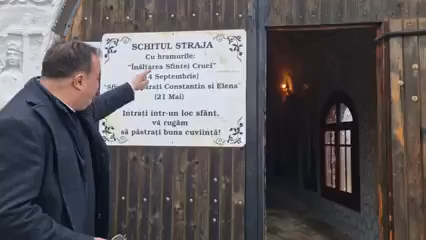 SCHITUL STRAJA
Cu hramurile:
"Înălțarea Sfintei Cruci"
4 Septembrie)
"Sf Constantin și Elena"
(21 Mai)
Intrați într-un loc sfânt,
vă rugăm
să păstrați buna cuviință!